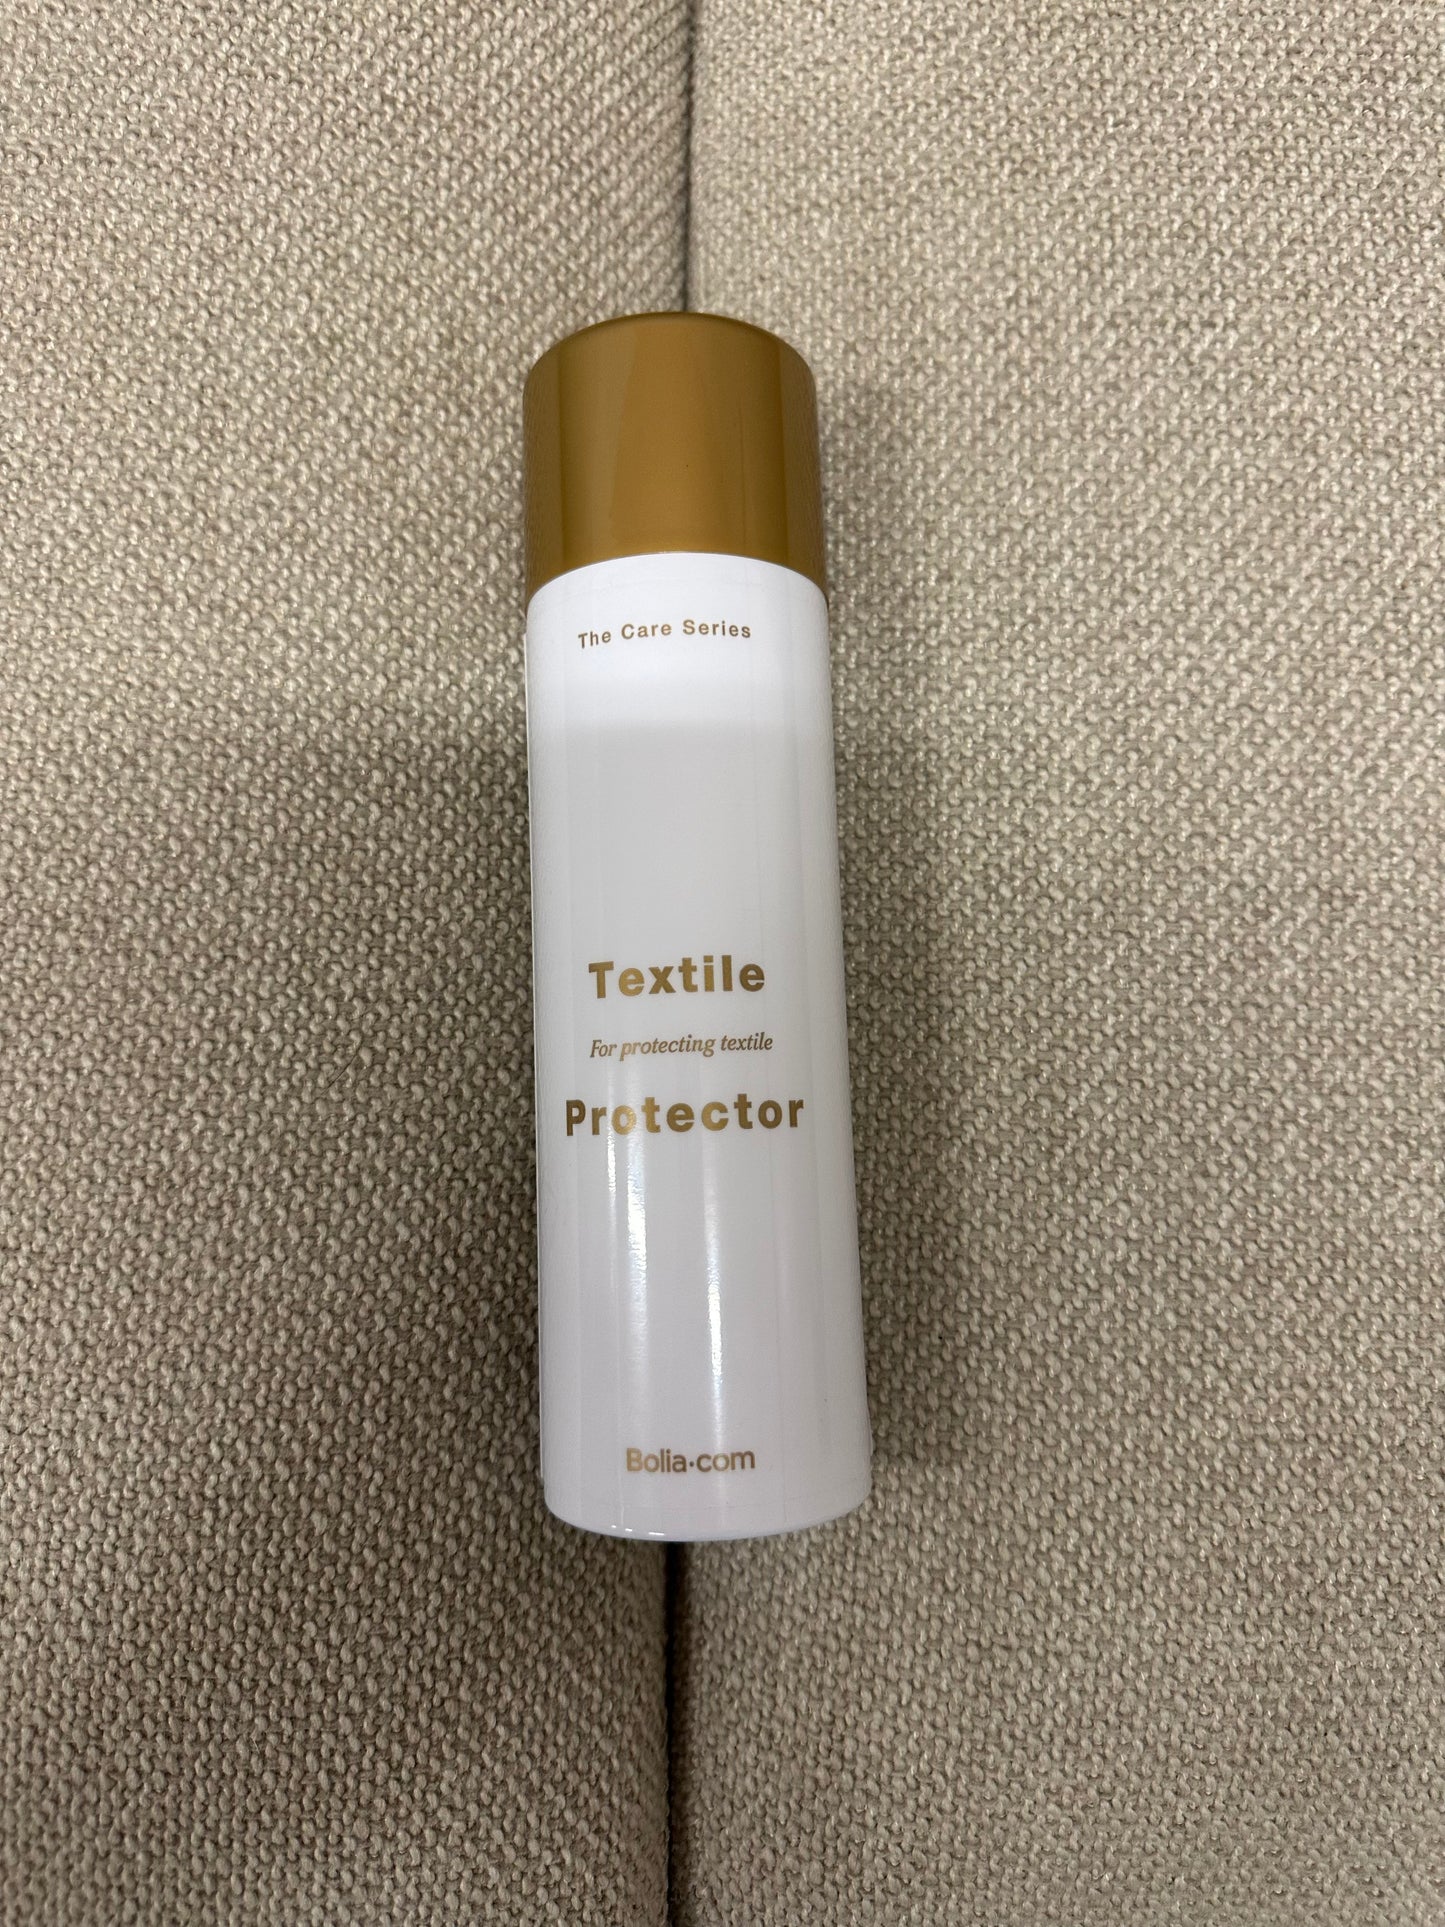 The Care Series
Textile
For protecting textile
Protector
Bolia·com